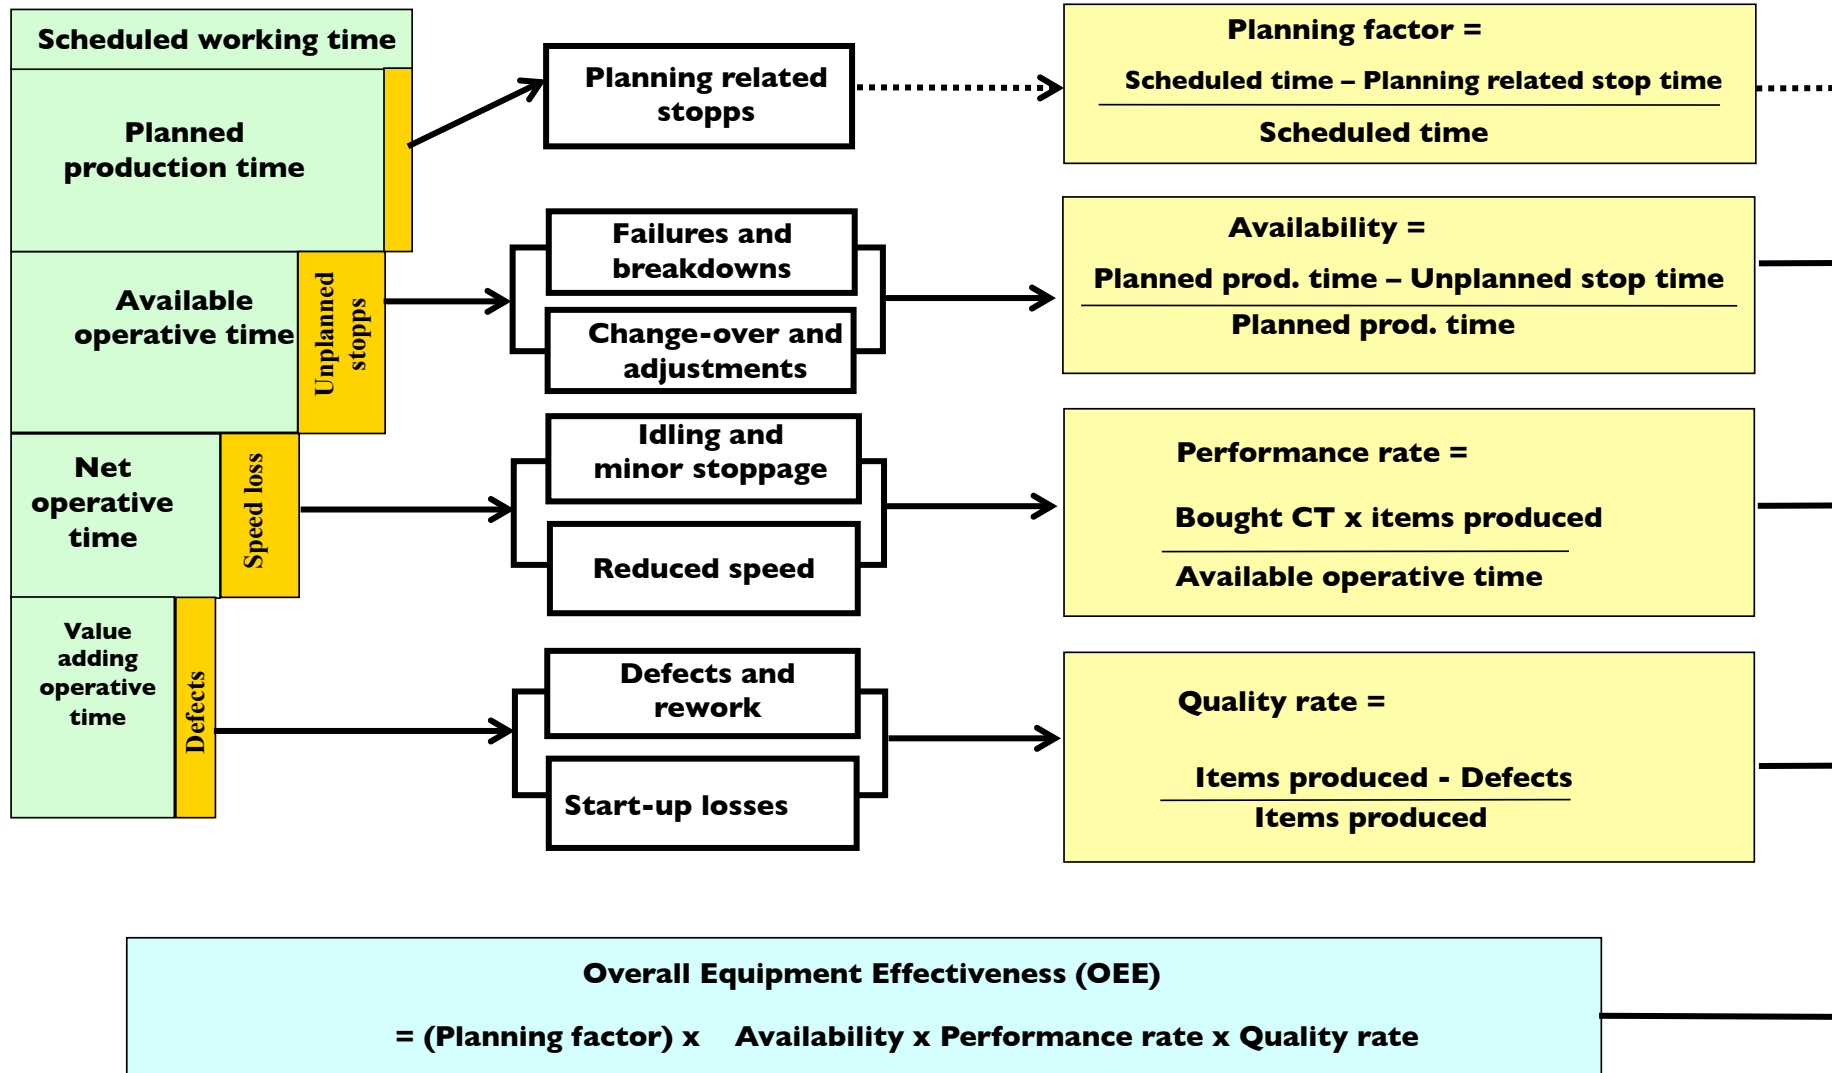 Scheduled working time
Planned
production time
Planning related
stopps
Planning factor =
Scheduled time – Planning related stop time
Scheduled time
Available
operative time
Unplanned
stopps
Failures and
breakdowns
Change-over and
adjustments
Availability =
Planned prod. time – Unplanned stop time
Planned prod. time
Net
operative
time
Speed loss
Idling and
minor stoppage
Reduced speed
Performance rate =
Bought CT x items produced
Available operative time
Value
adding
operative
time
Defects
Defects and
rework
Start-up losses
Quality rate =
Items produced - Defects
Items produced
Overall Equipment Effectiveness (OEE)
= (Planning factor) x Availability x Performance rate x Quality rate